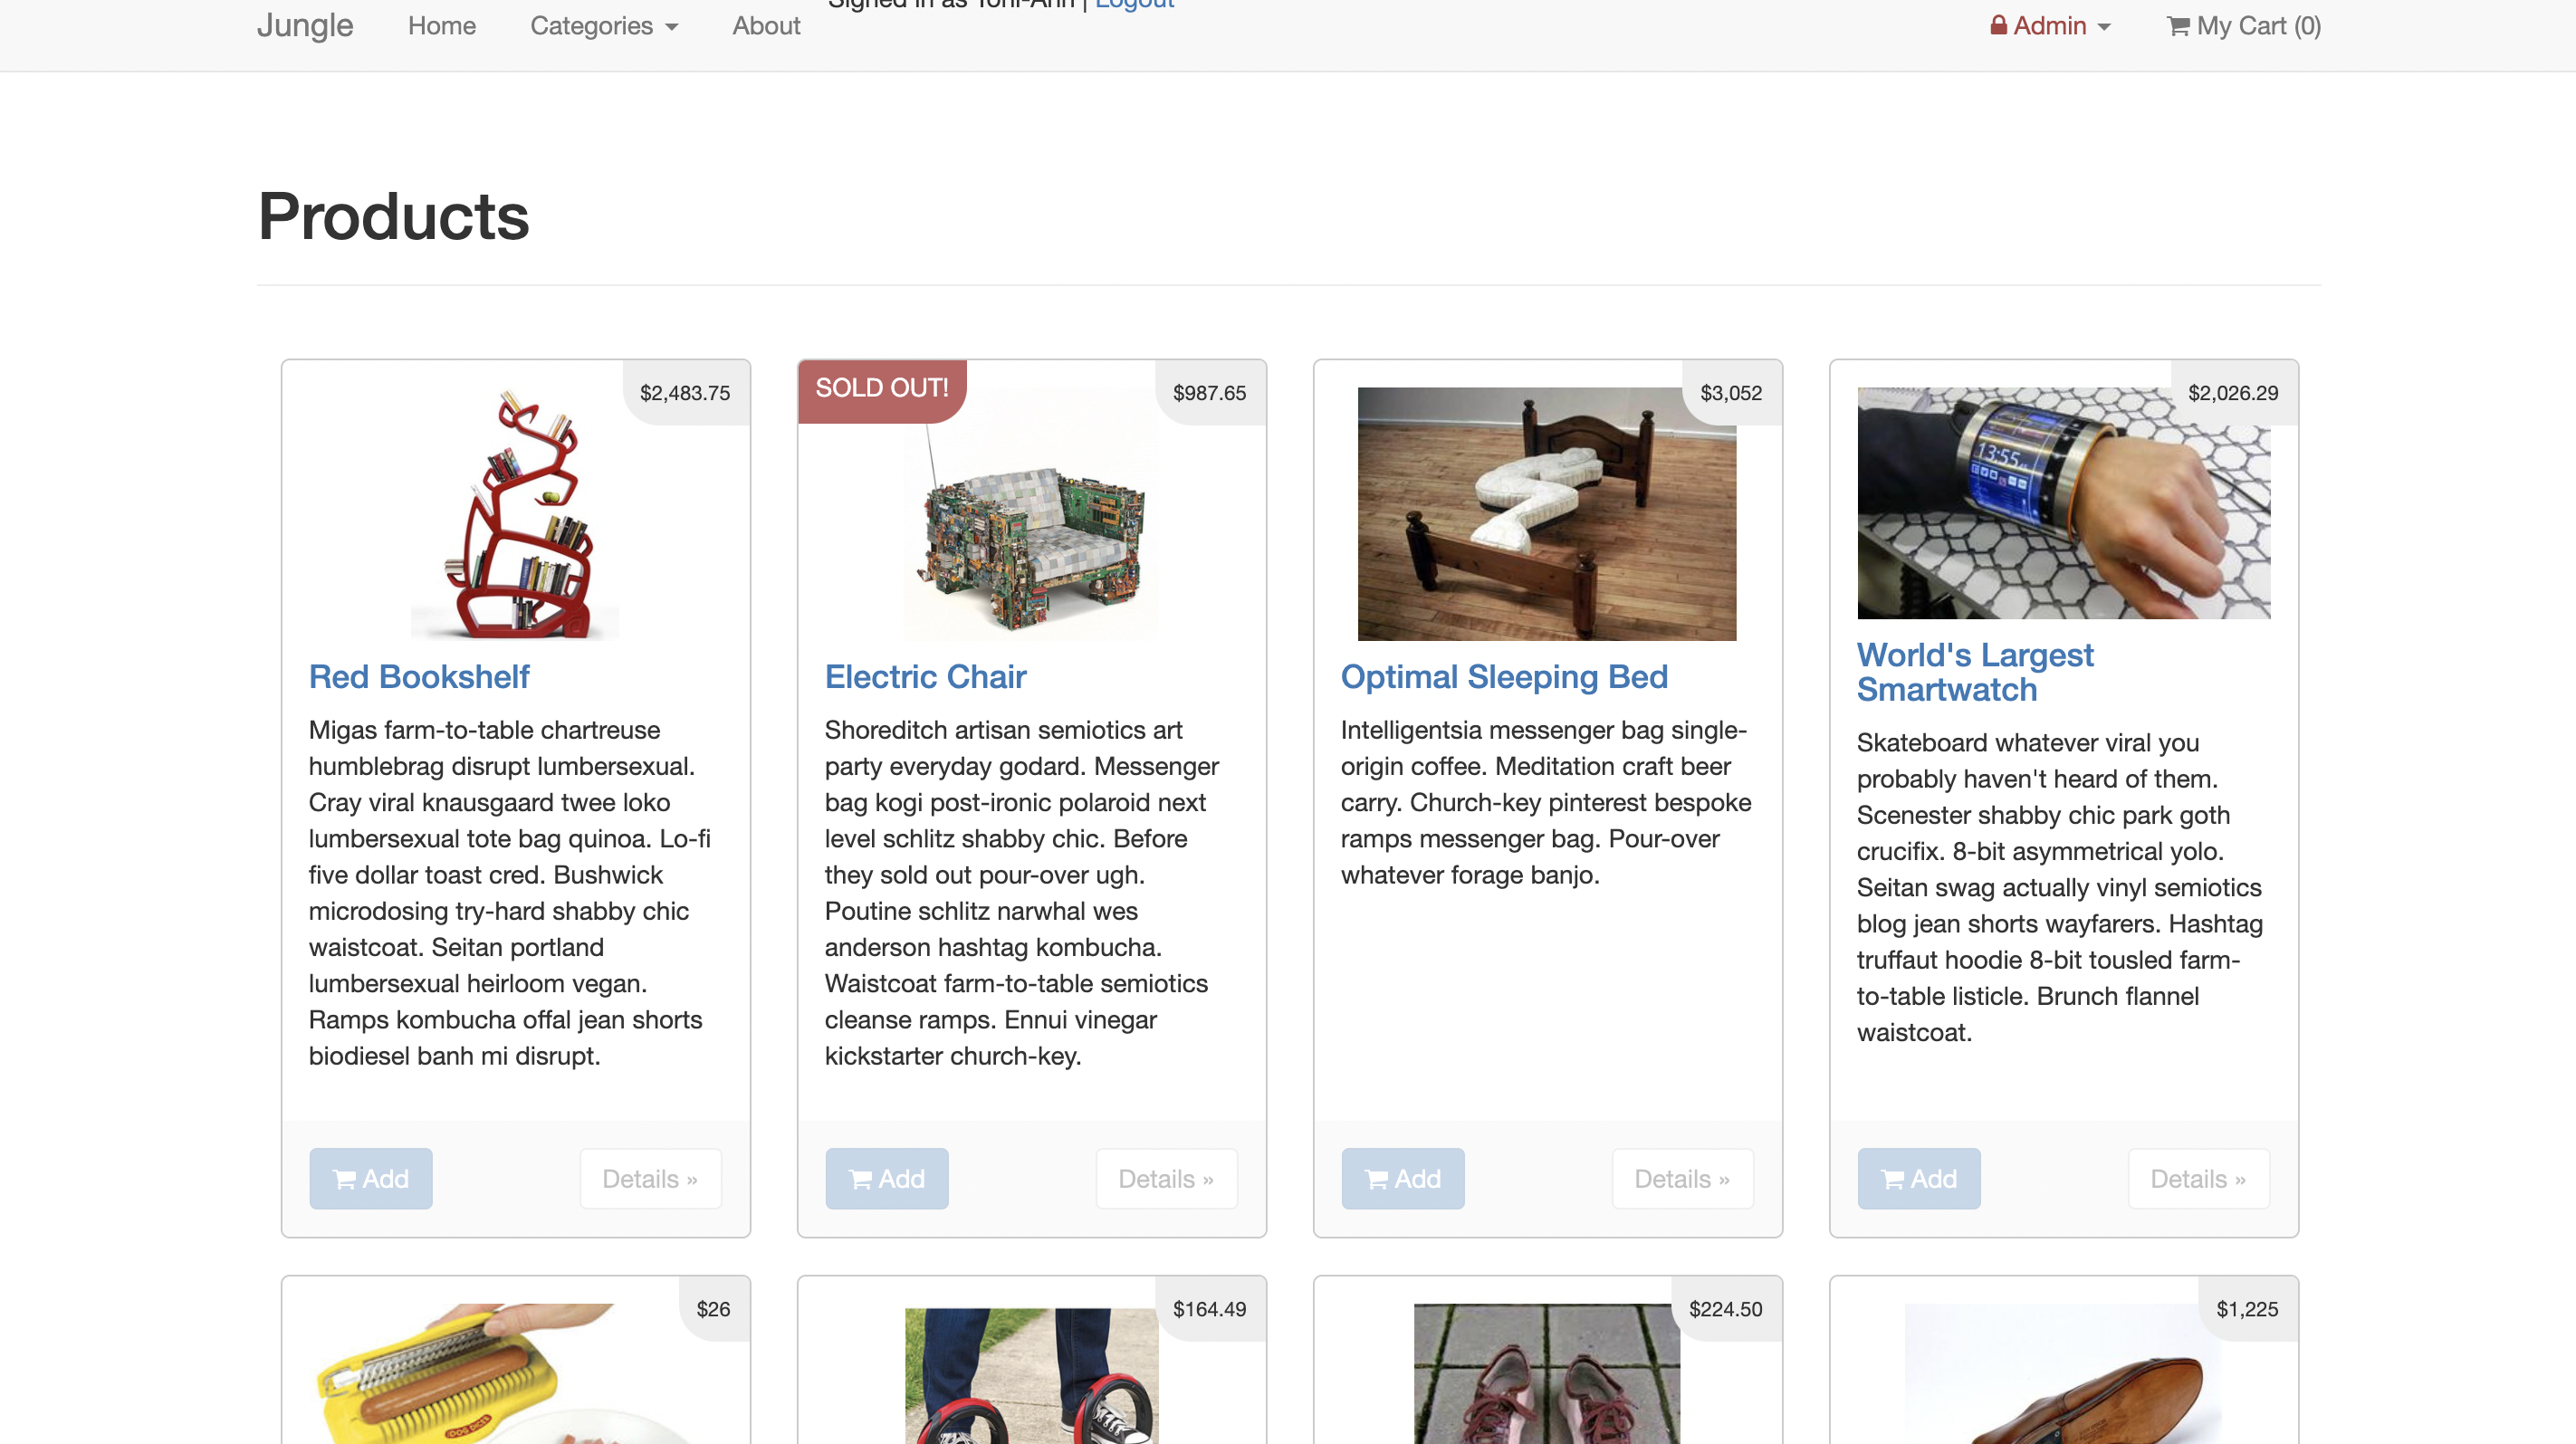 Signed in as Toni-Ann | Logout
Jungle Home Categories About Admin My Cart (0)
Products
$2,483.75
Red Bookshelf
Migas farm-to-table chartreuse
humblebrag disrupt lumbersexual.
Cray viral knausgaard twee loko
lumbersexual tote bag quinoa. Lo-fi
five dollar toast cred. Bushwick
microdosing try-hard shabby chic
waistcoat. Seitan portland
lumbersexual heirloom vegan.
Ramps kombucha offal jean shorts
biodiesel banh mi disrupt.
Add Details »
SOLD OUT! $987.65
Electric Chair
Shoreditch artisan semiotics art
party everyday godard. Messenger
bag kogi post-ironic polaroid next
level schlitz shabby chic. Before
they sold out pour-over ugh.
Poutine schlitz narwhal wes
anderson hashtag kombucha.
Waistcoat farm-to-table semiotics
cleanse ramps. Ennui vinegar
kickstarter church-key.
Add Details »
$3,052
Optimal Sleeping Bed
Intelligentsia messenger bag single-
origin coffee. Meditation craft beer
carry. Church-key pinterest bespoke
ramps messenger bag. Pour-over
whatever forage banjo.
Add Details »
$2,026.29
13:55
World's Largest
Smartwatch
Skateboard whatever viral you
probably haven't heard of them.
Scenester shabby chic park goth
crucifix. 8-bit asymmetrical yolo.
Seitan swag actually vinyl semiotics
blog jean shorts wayfarers. Hashtag
truffaut hoodie 8-bit tousled farm-
to-table listicle. Brunch flannel
waistcoat.
Add Details »
$26
$164.49
$224.50
$1,225